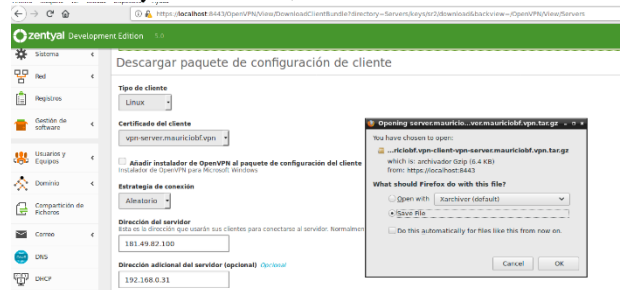 https://localhost:8443/OpenVPN/View/DownloadClientBundle?directory=Servers/keys/sr2/download&backview=/OpenVPN/View/Servers
zentyal Development Edition 5.0
Sistema
Red
Registros
Gestión de
software
Usuarios y
Equipos
Dominio
Compartición de
Ficheros
Correo
DNS
DHCP
Descargar paquete de configuración de cliente
Tipo de cliente
Linux
Certificado del cliente
vpn-server.mauriciobf.vpn
Añadir instalador de OpenVPN al paquete de configuración del cliente
Instalador de OpenVPN para Microsoft Windows
Estrategia de conexión
Aleatorio
Dirección del servidor
Esta es la dirección que usarán sus clientes para conectarse al servidor. Normalmen
181.49.82.100
Dirección adicional del servidor (opcional) Opcional
192.168.0.31
Opening server.mauricio...ver.mauriciobf.vpn.tar.gz
You have chosen to open:
...riciobf.vpn-client-vpn-server.mauriciobf.vpn.tar.gz
which is: archivador Gzip (6.4 KB)
from: https://localhost:8443
What should Firefox do with this file?
Open with Xarchiver (default)
Save File
Do this automatically for files like this from now on.
Cancel OK